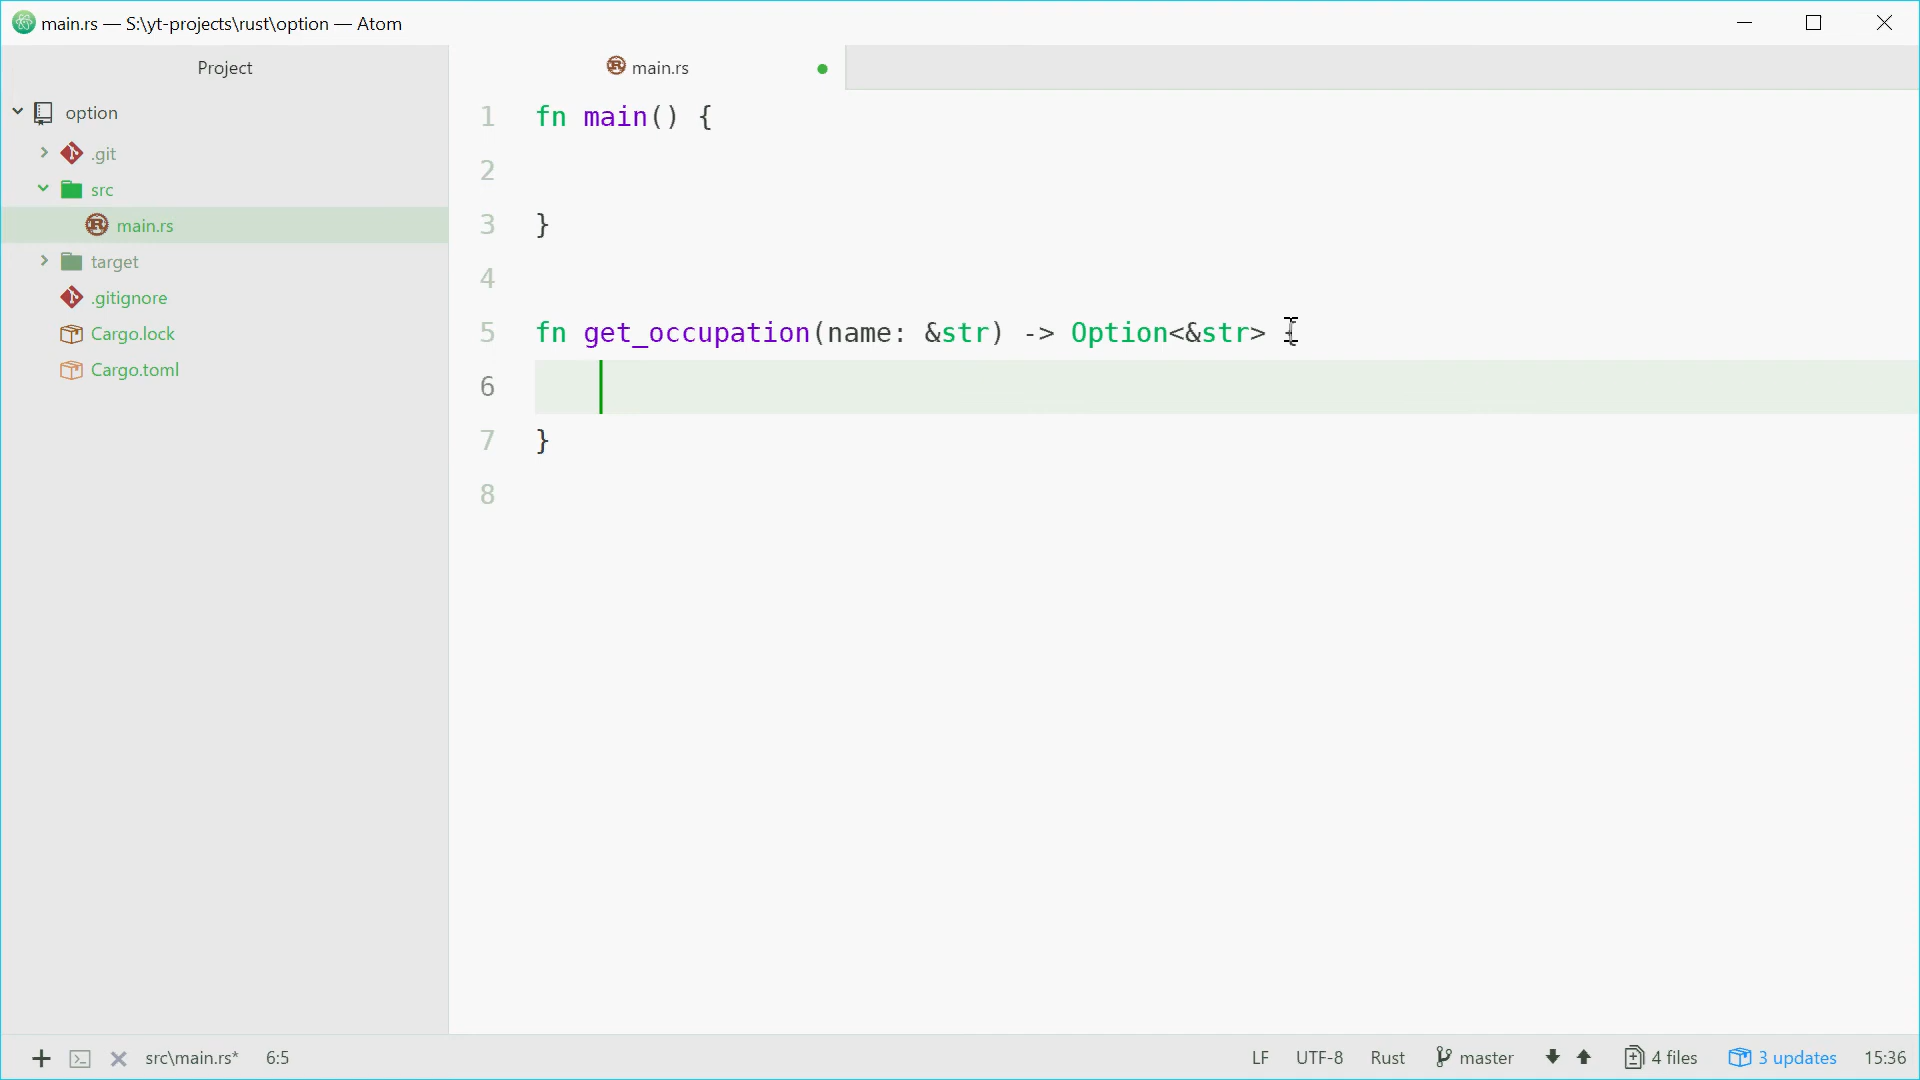 main.rs — S:\yt-projects\rust\option — Atom
Project
main.rs
option
.git
src
main.rs
target
.gitignore
Cargo.lock
Cargo.toml
1 fn main() {
2
3 }
4
5 fn get_occupation(name: &str) -> Option<&str> {
6
7 }
8
src\main.rs* 6:5 LF UTF-8 Rust master 4 files 3 updates 15:36